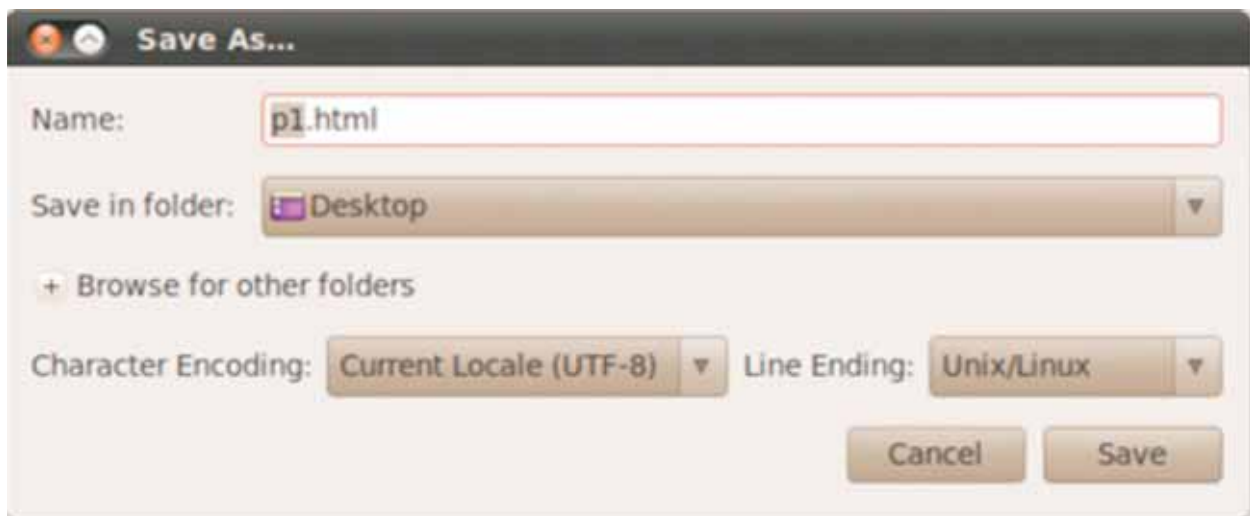 Save As...
Name: p1.html
Save in folder: Desktop
+ Browse for other folders
Character Encoding: Current Locale (UTF-8) Line Ending: Unix/Linux
Cancel Save